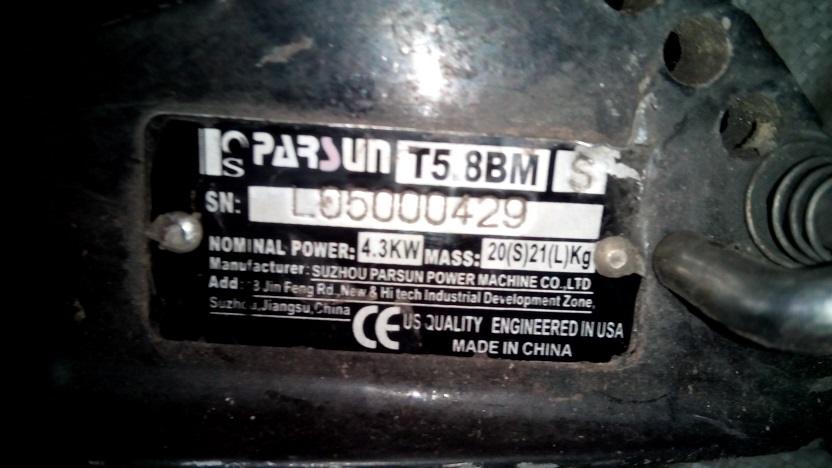 PARSUN T5.8BM S
SN: L05000429
NOMINAL POWER: 4.3KW MASS: 20(S)21(L)Kg
Manufacturer: SUZHOU PARSUN POWER MACHINE CO.,LTD
Add: Jin Feng Rd.,New & Hi tech Industrial Development Zone,
Suzhou,Jiangsu,China
CE US QUALITY ENGINEERED IN USA
MADE IN CHINA